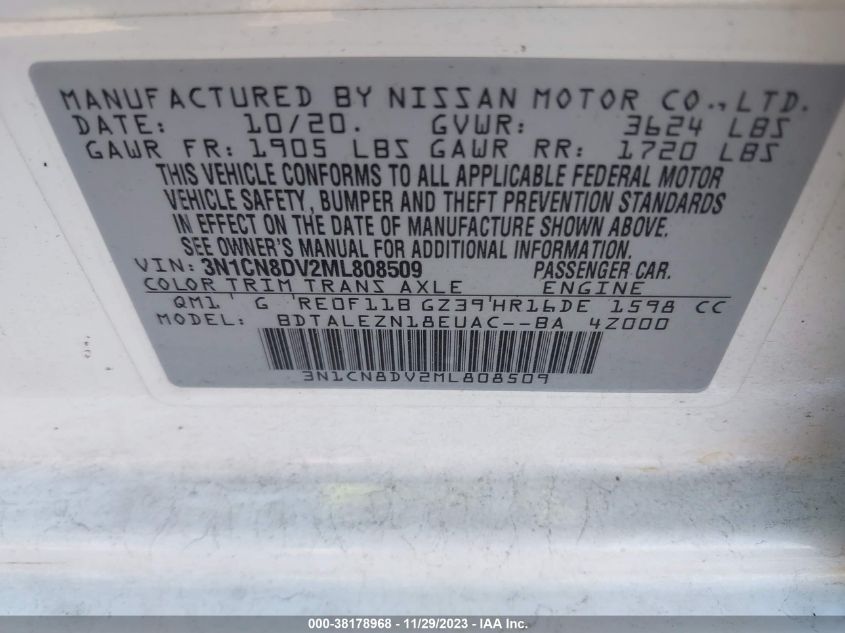 MANUFACTURED BY NISSAN MOTOR CO., LTD.
DATE: 10/20. GVWR: 3624 LBS
GAWR FR: 1905 LBS GAWR RR: 1720 LBS
THIS VEHICLE CONFORMS TO ALL APPLICABLE FEDERAL MOTOR
VEHICLE SAFETY, BUMPER AND THEFT PREVENTION STANDARDS
IN EFFECT ON THE DATE OF MANUFACTURE SHOWN ABOVE.
SEE OWNER'S MANUAL FOR ADDITIONAL INFORMATION.
VIN: 3N1CN8DV2ML808509 PASSENGER CAR.
COLOR TRIM TRANS AXLE ENGINE
QM1 G RE0F11B GZ39 HR16DE 1598 CC
MODEL: BDTALEZN18EUAC--BA 4Z000
3N1CN8DV2ML808509
000-38178968 - 11/29/2023 - IAA Inc.